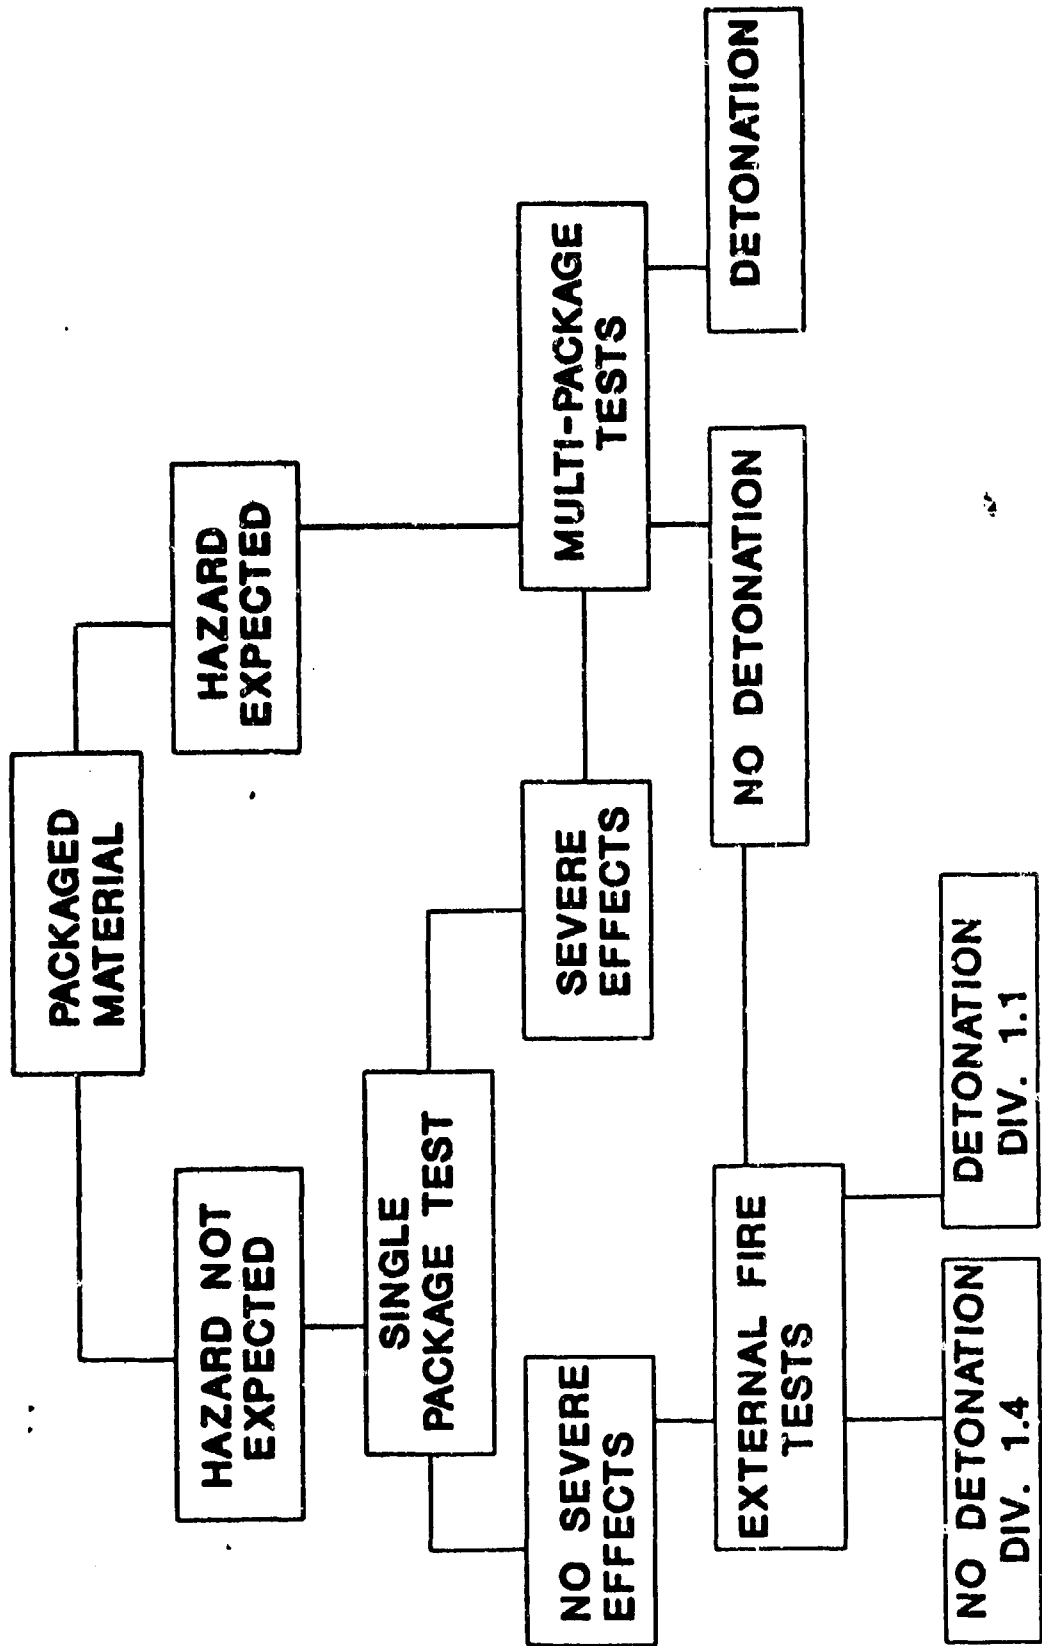 PACKAGED
MATERIAL
HAZARD NOT
EXPECTED
HAZARD
EXPECTED
SINGLE
PACKAGE TEST
NO SEVERE
EFFECTS
SEVERE
EFFECTS
MULTI-PACKAGE
TESTS
EXTERNAL FIRE
TESTS
NO DETONATION
DETONATION
NO DETONATION
DIV. 1.4
DETONATION
DIV. 1.1